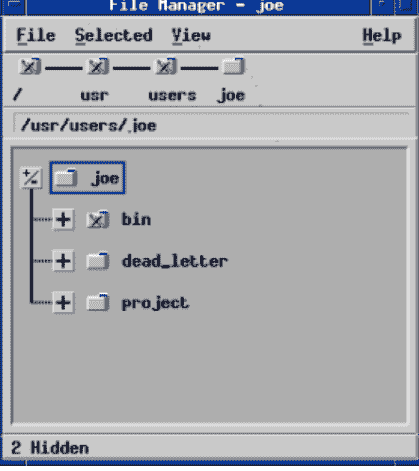 File Manager - joe
File Selected View Help
/ usr users joe
/usr/users/joe
joe
bin
dead_letter
project
2 Hidden